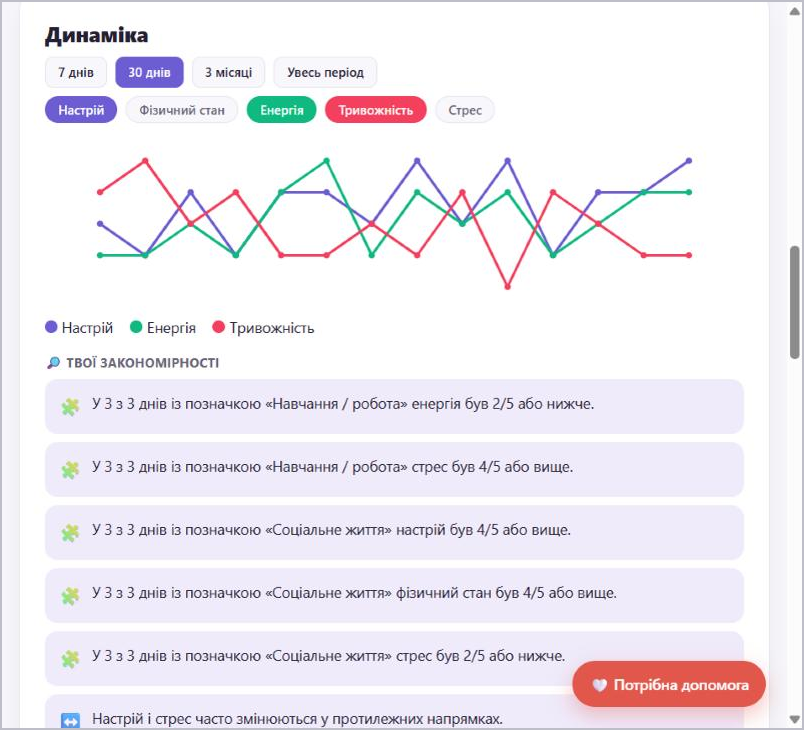 Динаміка
7 днів 30 днів 3 місяці Увесь період
Настрій Фізичний стан Енергія Тривожність Стрес
Настрій Енергія Тривожність
ТВОЇ ЗАКОНОМІРНОСТІ
У 3 з 3 днів із позначкою «Навчання / робота» енергія був 2/5 або нижче.
У 3 з 3 днів із позначкою «Навчання / робота» стрес був 4/5 або вище.
У 3 з 3 днів із позначкою «Соціальне життя» настрій був 4/5 або вище.
У 3 з 3 днів із позначкою «Соціальне життя» фізичний стан був 4/5 або вище.
У 3 з 3 днів із позначкою «Соціальне життя» стрес був 2/5 або нижче.
Потрібна допомога
Настрій і стрес часто змінюються у протилежних напрямках.